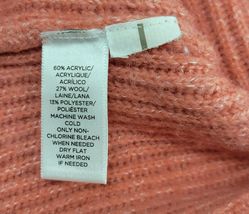 60% ACRYLIC/
ACRYLIQUE/
ACRÍLICO
27% WOOL/
LAINE/LANA
13% POLYESTER/
POLIÉSTER
MACHINE WASH
COLD
ONLY NON-
CHLORINE BLEACH
WHEN NEEDED
DRY FLAT
WARM IRON
IF NEEDED